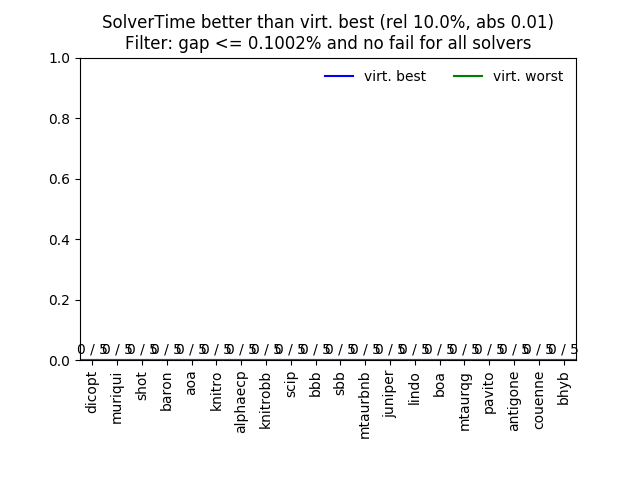 SolverTime better than virt. best (rel 10.0%, abs 0.01)
Filter: gap <= 0.1002% and no fail for all solvers
virt. best virt. worst
1.0
0.8
0.6
0.4
0.2
0.0
0 / 5 0 / 5 0 / 5 0 / 5 0 / 5 0 / 5 0 / 5 0 / 5 0 / 5 0 / 5 0 / 5 0 / 5 0 / 5 0 / 5 0 / 5 0 / 5 0 / 5 0 / 5 0 / 5 0 / 5
dicopt
muriqui
shot
baron
aoa
knitro
alphaecp
knitrobb
scip
bbb
sbb
mtaurbnb
juniper
lindo
boa
mtaurqg
pavito
antigone
couenne
bhyb